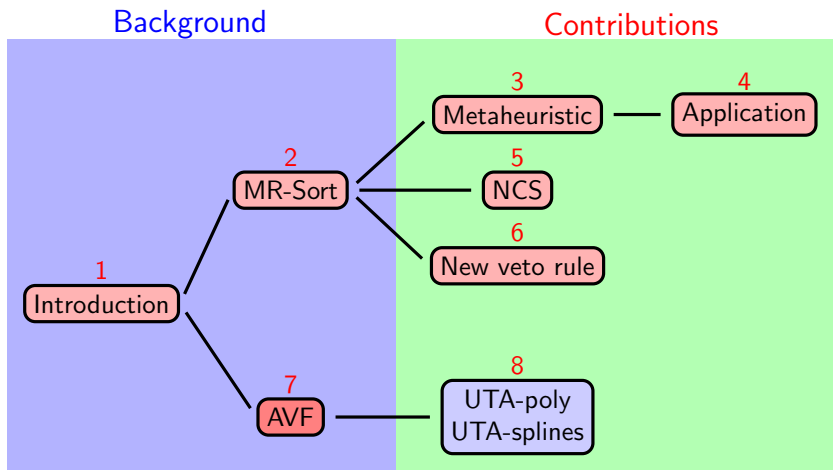 Background
Contributions
1
Introduction
2
MR-Sort
3
Metaheuristic
4
Application
5
NCS
6
New veto rule
7
AVF
8
UTA-poly
UTA-splines